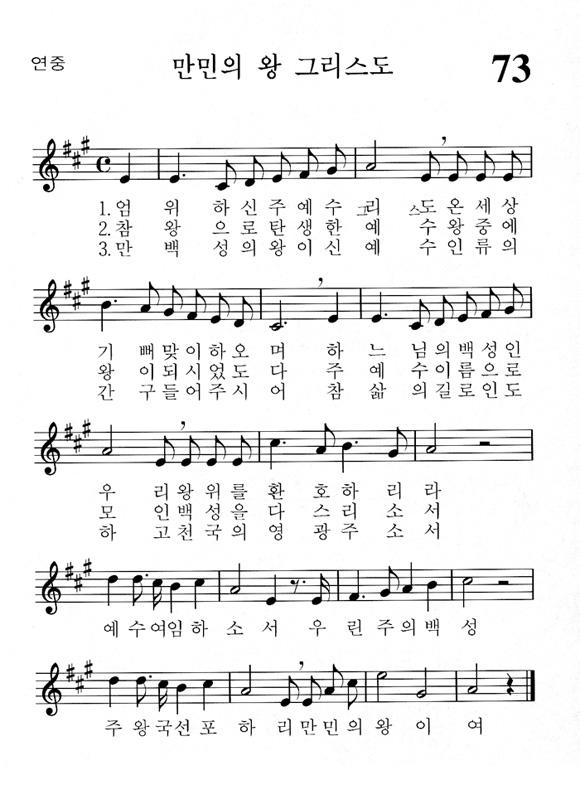 연중
만민의 왕 그리스도
73
1. 엄 위 하신주예수 리 도온세상
2. 참 왕 으로탄생한 예 수왕중에
3. 만 백 성의왕이신 예 수인류의
기 뻐맞이하오 며 하 느 님의백성인
왕 이되시었도 다 주 예 수이름으로
간 구들어주시 어 참 삶 의길로인도
우 리왕위를 환 호 하 리 라
모 인백성을 다 스 리 소 서
하 고천국의 영 광 주 소 서
예 수여임하 소 서 우 린 주 의 백 성
주 왕국선포 하 리만민의 왕 이 여